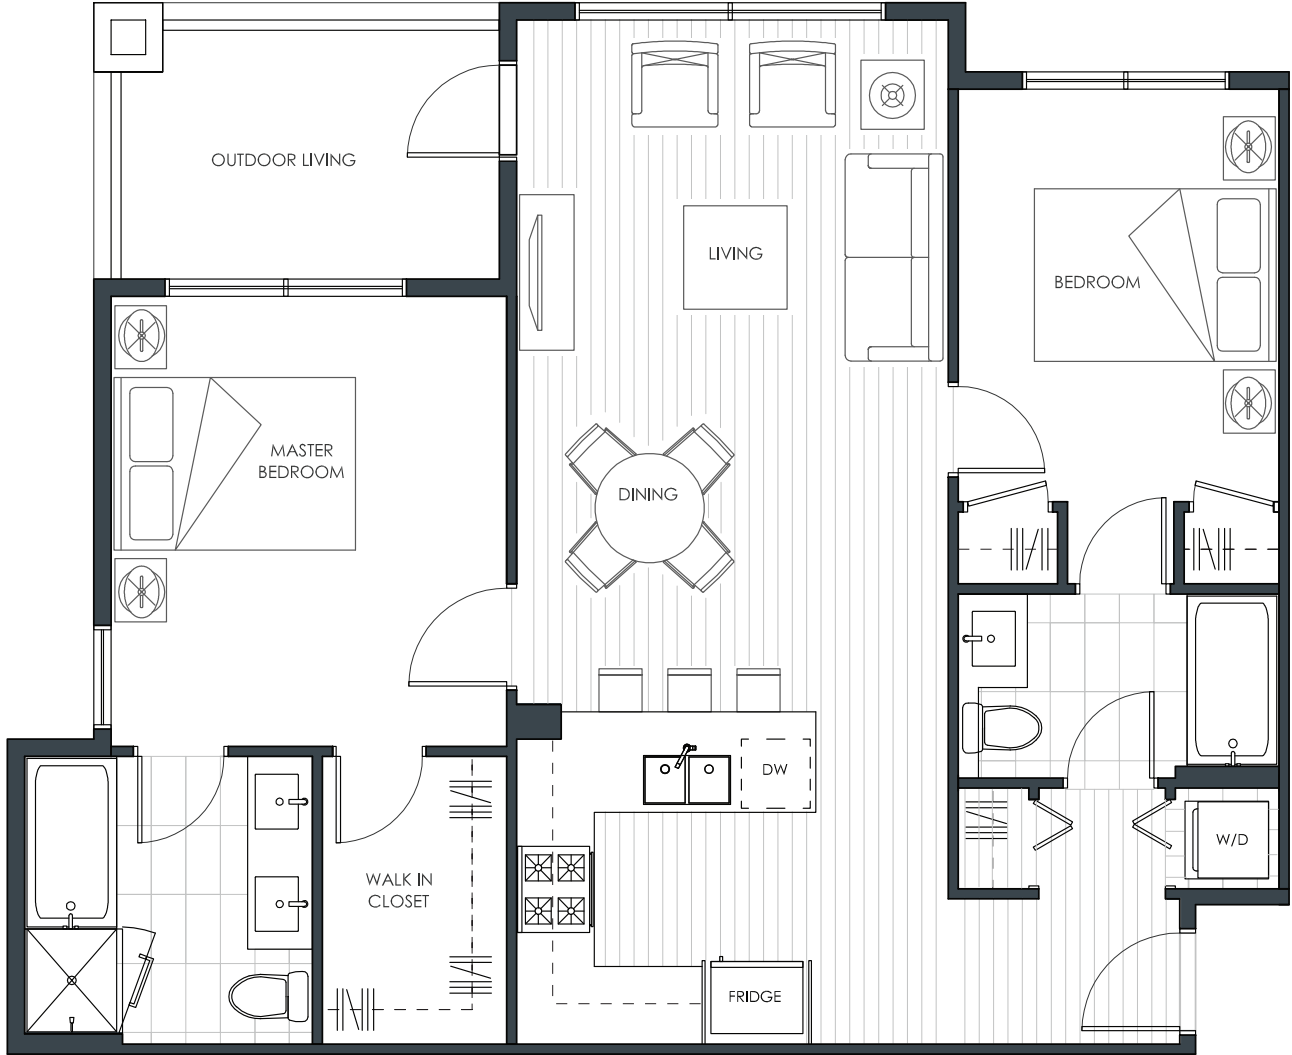 OUTDOOR LIVING
LIVING
BEDROOM
MASTER
BEDROOM
DINING
DW
W/D
WALK IN
CLOSET
FRIDGE